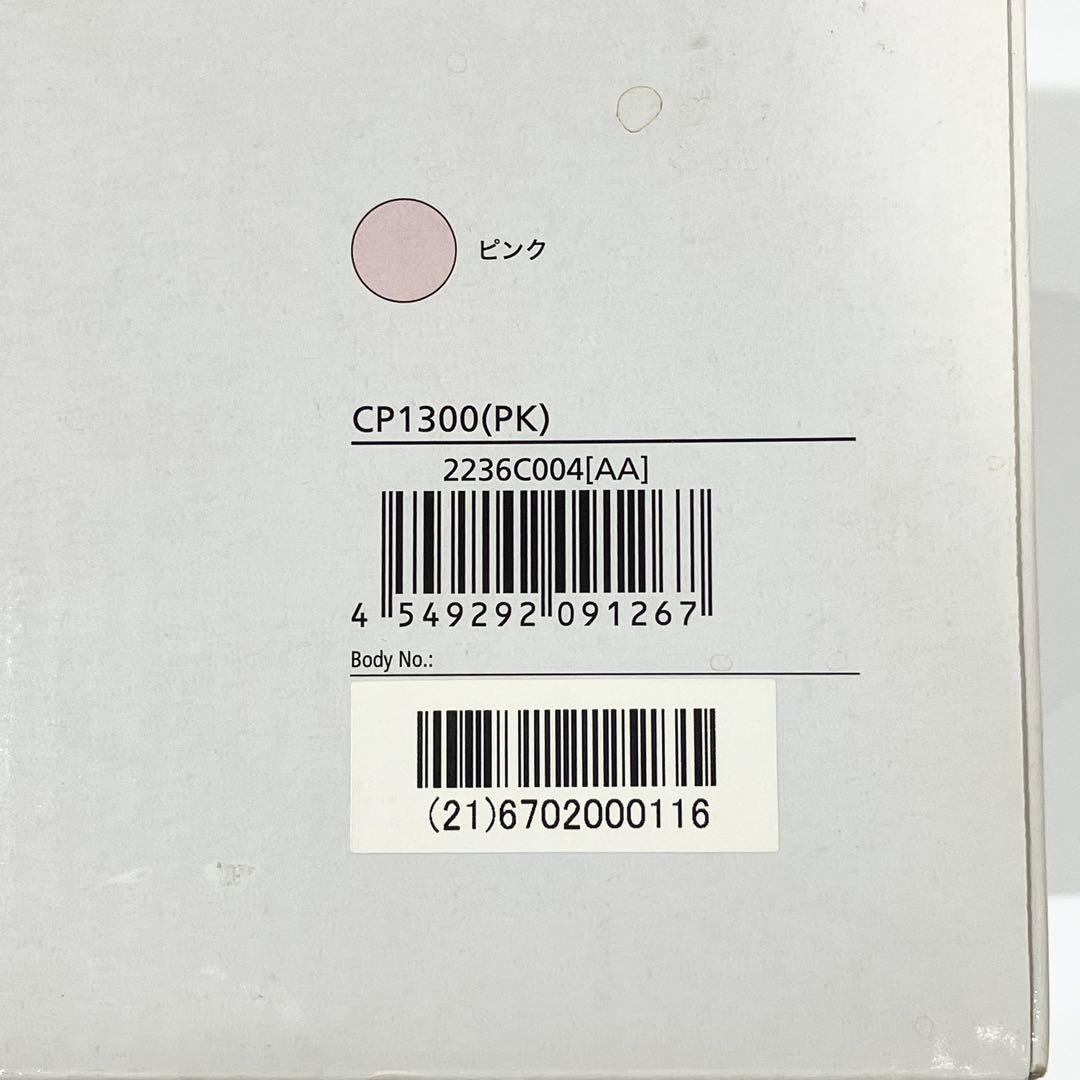 ピンク
CP1300(PK)
2236C004[AA]
4 549292 091267
Body No.:
(21)6702000116